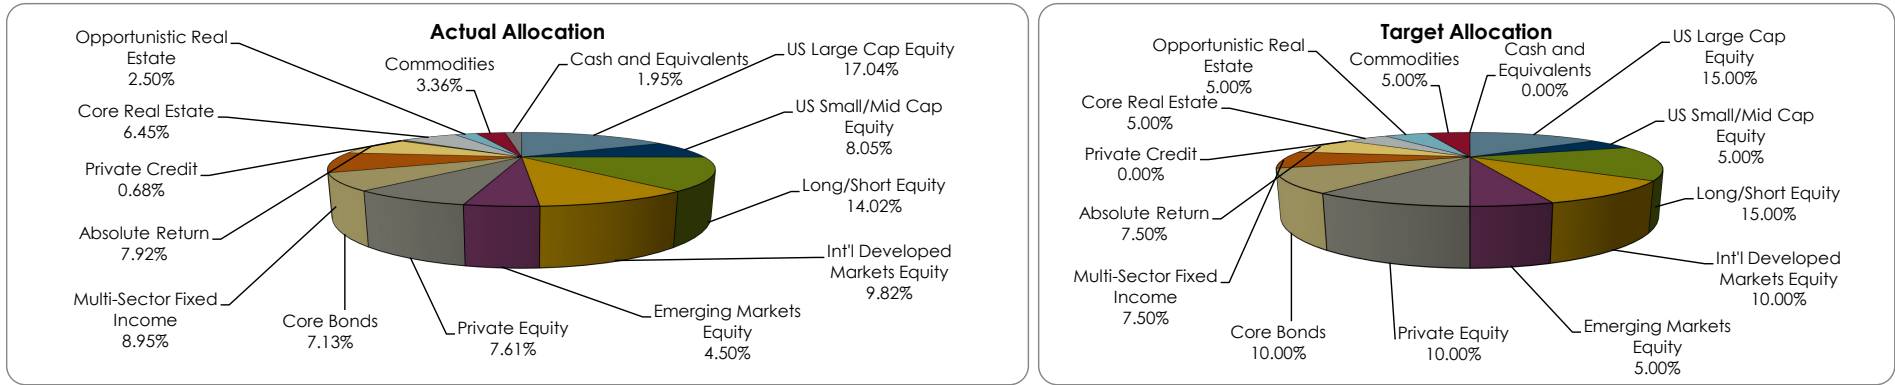 Actual Allocation
Opportunistic Real
Estate
2.50%
Commodities
3.36%
Cash and Equivalents
1.95%
US Large Cap Equity
17.04%
US Small/Mid Cap
Equity
8.05%
Long/Short Equity
14.02%
Int'l Developed
Markets Equity
9.82%
Emerging Markets
Equity
4.50%
Private Equity
7.61%
Core Bonds
7.13%
Multi-Sector Fixed
Income
8.95%
Absolute Return
7.92%
Private Credit
0.68%
Core Real Estate
6.45%
Target Allocation
Opportunistic Real
Estate
5.00%
Commodities
5.00%
Cash and
Equivalents
0.00%
US Large Cap
Equity
15.00%
US Small/Mid Cap
Equity
5.00%
Long/Short Equity
15.00%
Int'l Developed
Markets Equity
10.00%
Emerging Markets
Equity
5.00%
Private Equity
10.00%
Core Bonds
10.00%
Multi-Sector Fixed
Income
7.50%
Absolute Return
7.50%
Private Credit
0.00%
Core Real Estate
5.00%